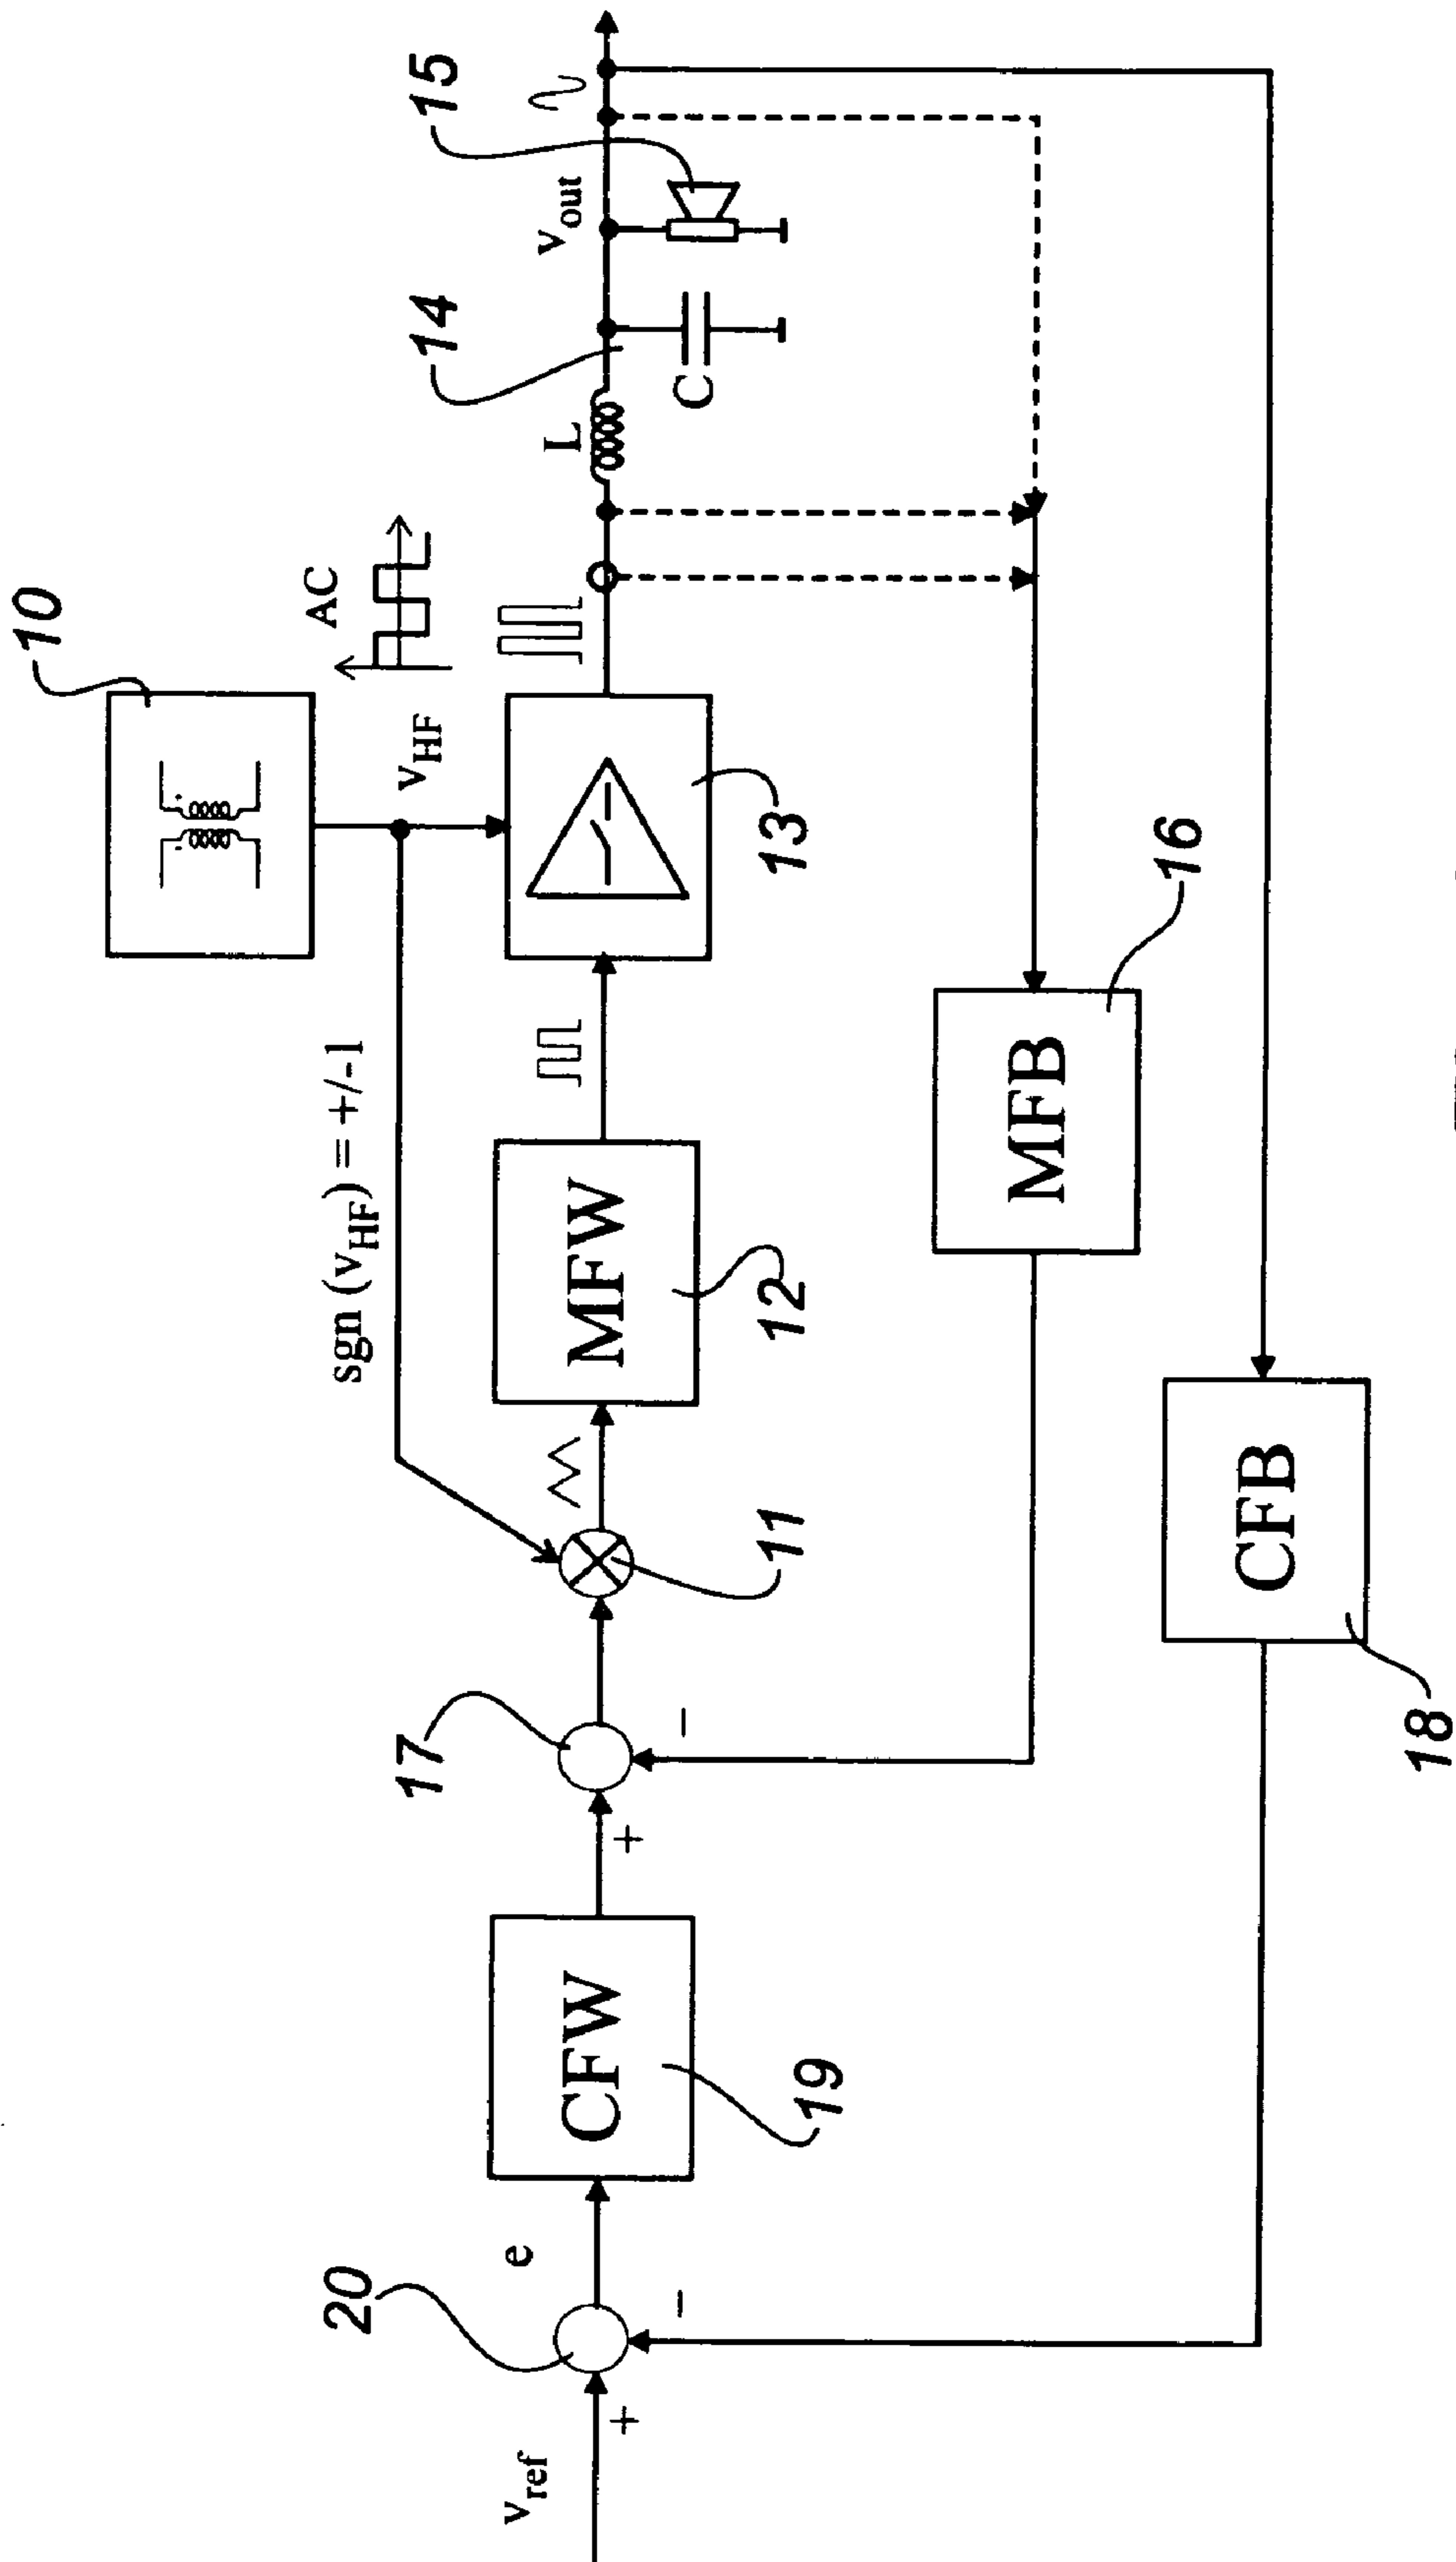 10
AC
v_HF
sgn (v_HF) = +/-1
20
17
14
15
v_ref
+
e
CFW
+
MFW
L
v_out
C
−
−
19
11
12
13
MFB
16
CFB
18